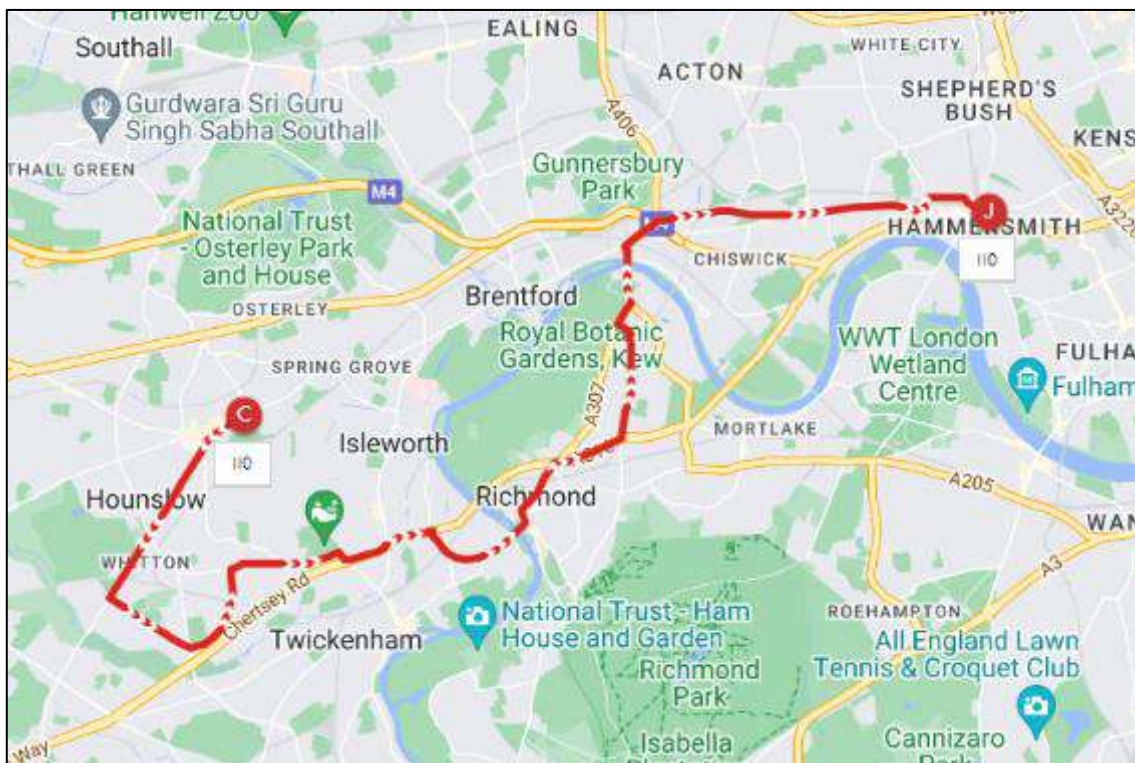 Hanwell Zoo
Southall
EALING
WHITE CITY
ACTON
SHEPHERD'S
BUSH
Gurdwara Sri Guru
Singh Sabha Southall
A406
KENS
THALL GREEN
Gunnersbury
Park
M4
National Trust
- Osterley Park
and House
A3220
J
HAMMERSMITH
110
CHISWICK
Brentford
OSTERLEY
Royal Botanic
Gardens, Kew
WWT London
Wetland
Centre
SPRING GROVE
FULHA
Fulham
A307
C
MORTLAKE
Isleworth
110
A205
Hounslow
Richmond
WAN
WHITTON
A3
Chertsey Rd
ROEHAMPTON
National Trust - Ham
House and Garden
Twickenham
All England Lawn
Tennis & Croquet Club
Richmond
Park
Way
Isabella
Cannizaro
Park